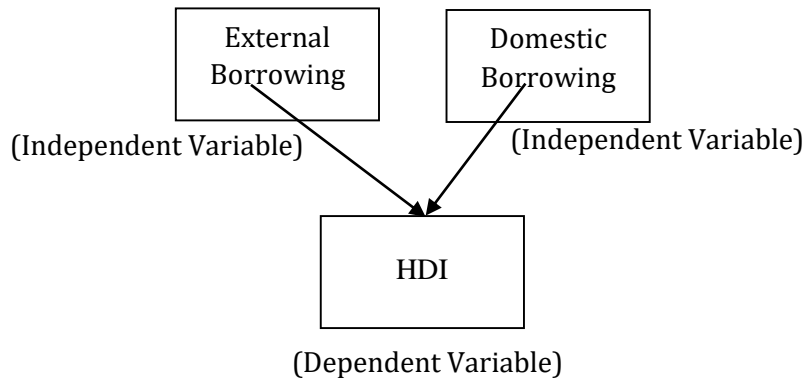 External
Borrowing
Domestic
Borrowing
(Independent Variable)
(Independent Variable)
HDI
(Dependent Variable)